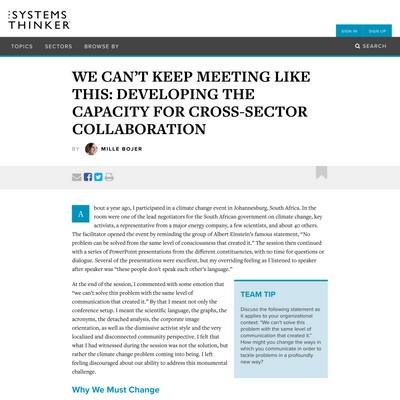 THE SYSTEMS
THINKER
SIGN IN SIGN UP
TOPICS SECTORS BROWSE BY SEARCH
WE CAN’T KEEP MEETING LIKE
THIS: DEVELOPING THE
CAPACITY FOR CROSS-SECTOR
COLLABORATION
BY MILLE BOJER
About a year ago, I participated in a climate change event in Johannesburg, South Africa. In the
room were one of the lead negotiators for the South African government on climate change, key
activists, a representative from a major energy company, a few scientists, and about 40 others.
The facilitator opened the event by reminding the group of Albert Einstein’s famous statement, “No
problem can be solved from the same level of consciousness that created it.” The session then continued
with a series of PowerPoint presentations from the different constituencies, with no time for questions or
dialogue. Several of the presentations were excellent, but my overriding feeling as I listened to speaker
after speaker was “these people don’t speak each other’s language.”
At the end of the session, I commented with some emotion that
“we can’t solve this problem with the same level of
communication that created it.” By that I meant not only the
conference setup. I meant the scientific language, the graphs, the
acronyms, the detached analysis, the corporate image
orientation, as well as the dismissive activist style and the very
localised and disconnected community perspective. I felt that
what I had witnessed during the session was not the solution, but
rather the climate change problem coming into being. I left
feeling discouraged about our ability to address this monumental
challenge.
TEAM TIP
Discuss the following statement as
it applies to your organizational
context: “We can’t solve this
problem with the same level of
communication that created it.”
How might you change the ways in
which you communicate in order to
tackle problems in a profoundly
new way?
Why We Must Change